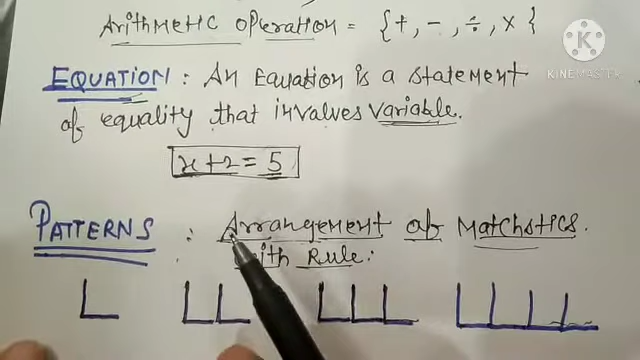 Arithmetic operation = {+, -, ÷, x}
KINEMASTER
EQUATION : An Equation is a statement
of equality that invalves variable.
x+2 = 5
PATTERNS : Arrangement of Matchstics.
with Rule.